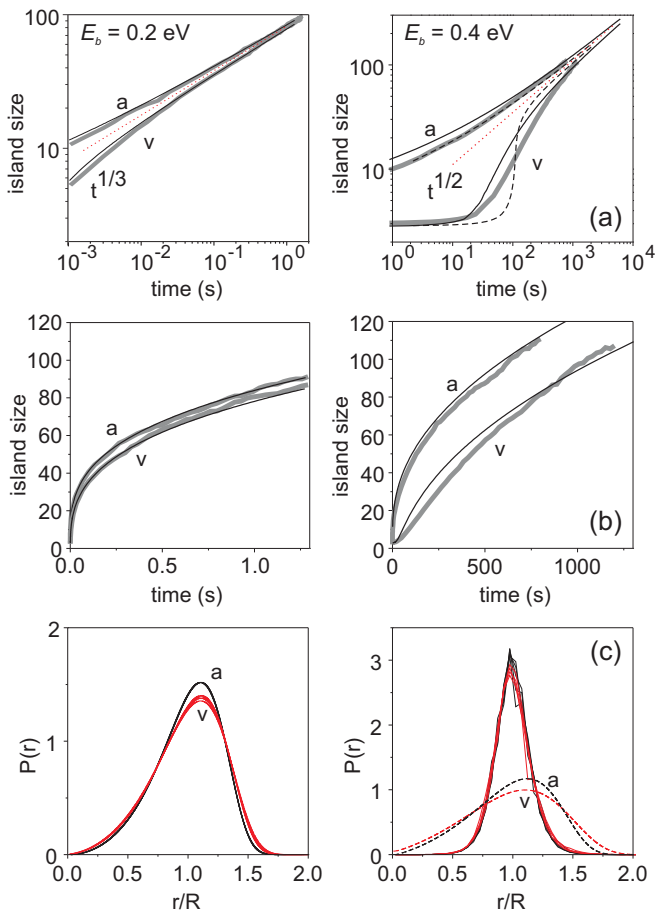 E_b = 0.2 eV
E_b = 0.4 eV
100
10
island size
a
v
t^1/3
10^-3
10^-2
10^-1
10^0
time (s)
100
10
island size
a
v
t^1/2
(a)
10^0
10^1
10^2
10^3
10^4
time (s)
120
100
80
60
40
20
0
island size
a
v
0.0
0.5
1.0
time (s)
120
100
80
60
40
20
0
island size
a
v
(b)
0
500
1000
time (s)
2
1
0
P(r)
a
v
0.0
0.5
1.0
1.5
2.0
r/R
3
2
1
0
P(r)
(c)
a
v
0.0
0.5
1.0
1.5
2.0
r/R